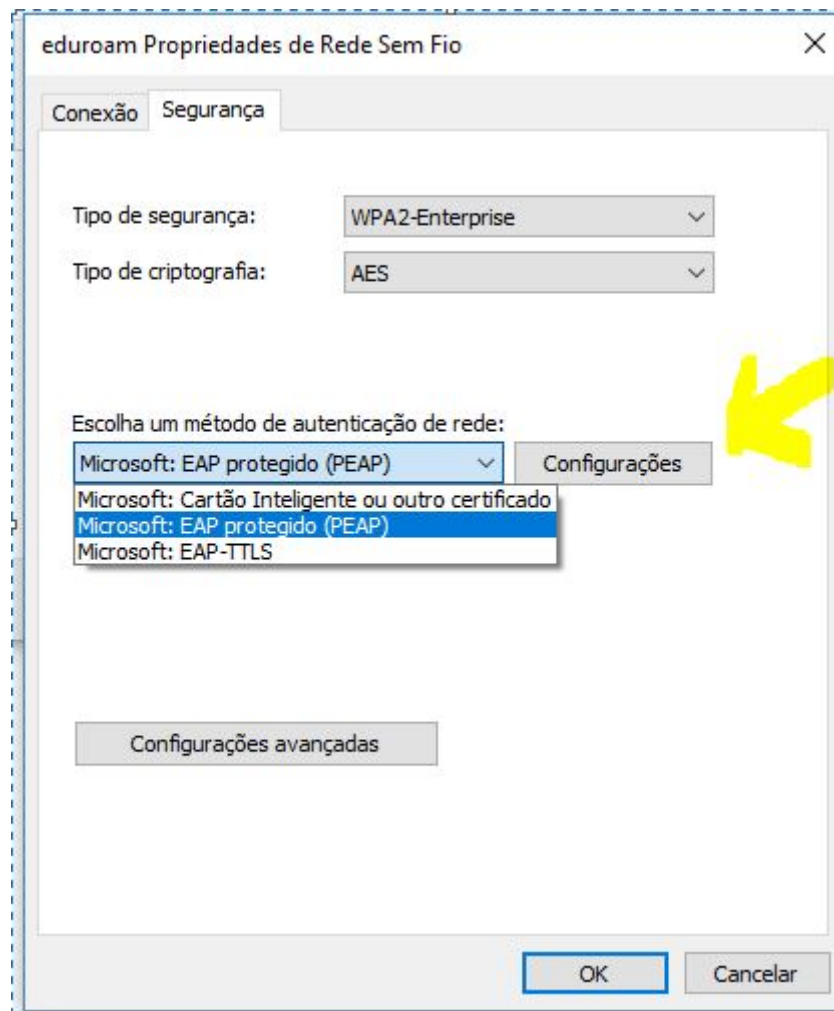 eduroam Propriedades de Rede Sem Fio
Conexão Segurança
Tipo de segurança: WPA2-Enterprise
Tipo de criptografia: AES
Escolha um método de autenticação de rede:
Microsoft: EAP protegido (PEAP) Configurações
Microsoft: Cartão Inteligente ou outro certificado
Microsoft: EAP protegido (PEAP)
Microsoft: EAP-TTLS
Configurações avançadas
OK Cancelar